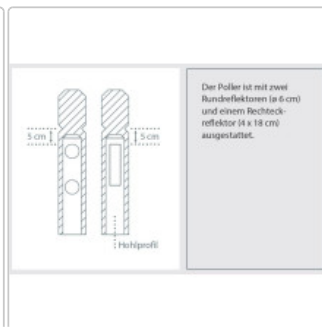 Der Poller ist mit zwei
Rundreflektoren (ø 6 cm)
und einem Rechteck-
reflektor (4 x 18 cm)
ausgestattet.
5 cm
5 cm
Hohlprofil